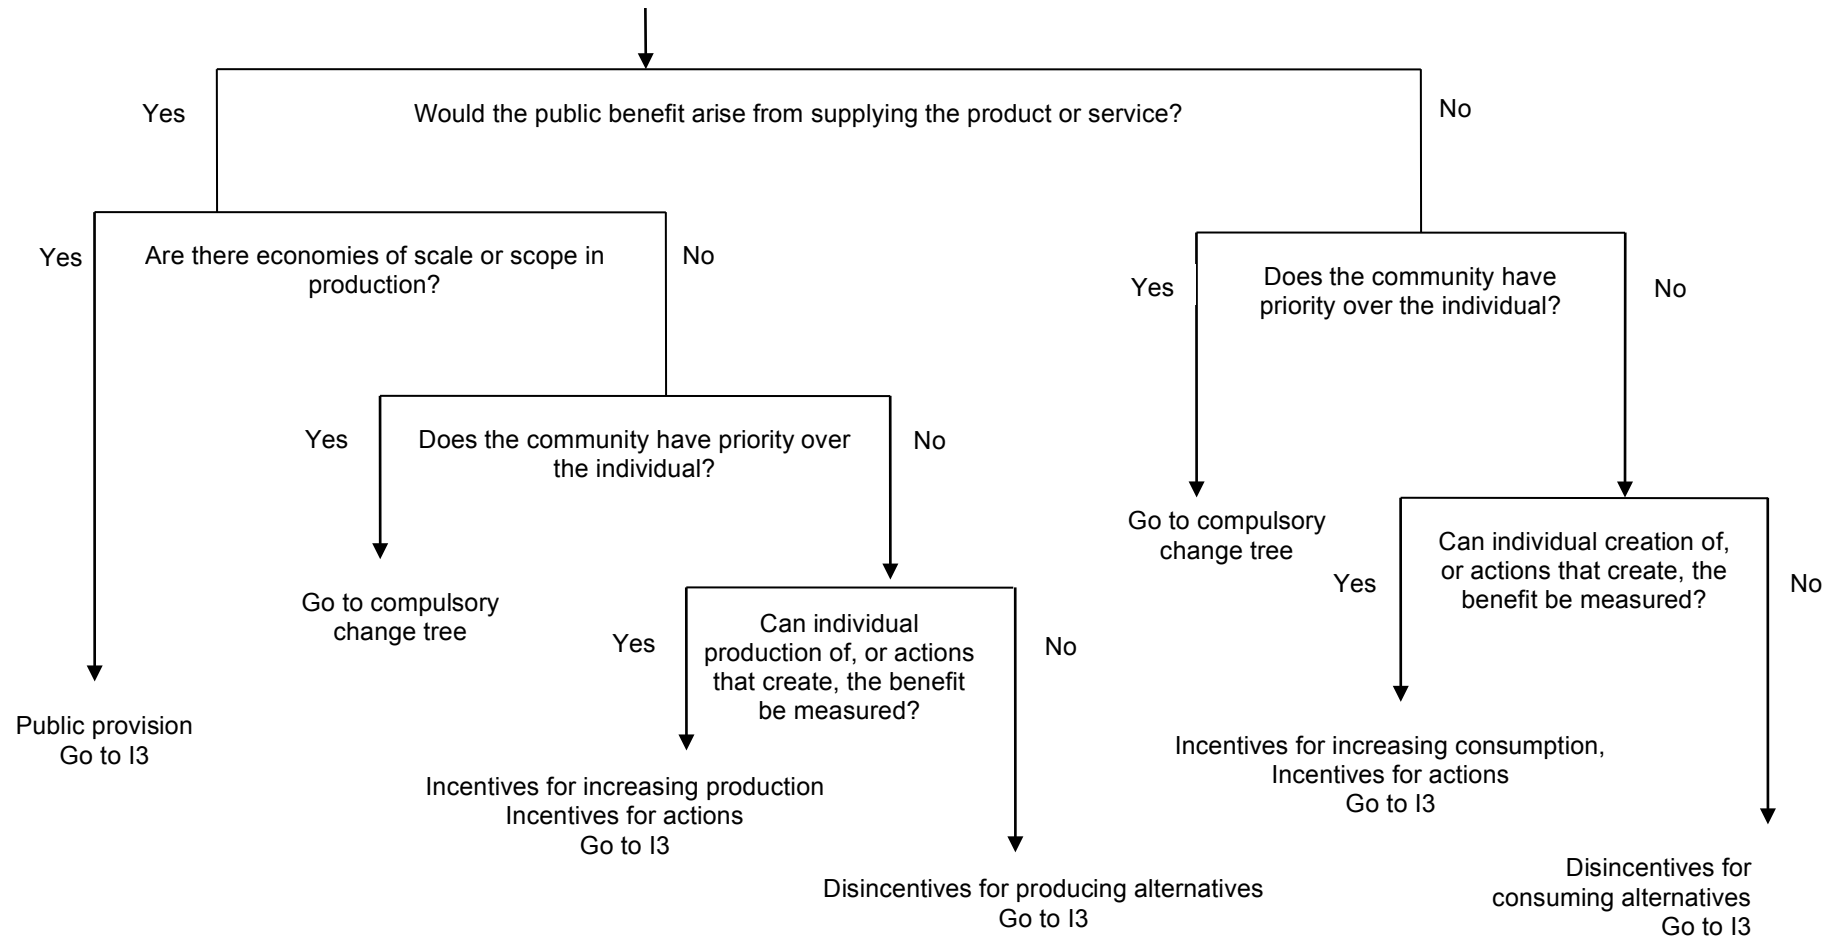 Yes
Would the public benefit arise from supplying the product or service?
No
Yes
Are there economies of scale or scope in
production?
No
Yes
Does the community have
priority over the individual?
No
Yes
Does the community have priority over
the individual?
No
Go to compulsory
change tree
Yes
Can individual creation of,
or actions that create, the
benefit be measured?
No
Go to compulsory
change tree
Yes
Can individual
production of, or actions
that create, the benefit
be measured?
No
Public provision
Go to I3
Incentives for increasing consumption,
Incentives for actions
Go to I3
Incentives for increasing production
Incentives for actions
Go to I3
Disincentives for producing alternatives
Go to I3
Disincentives for
consuming alternatives
Go to I3